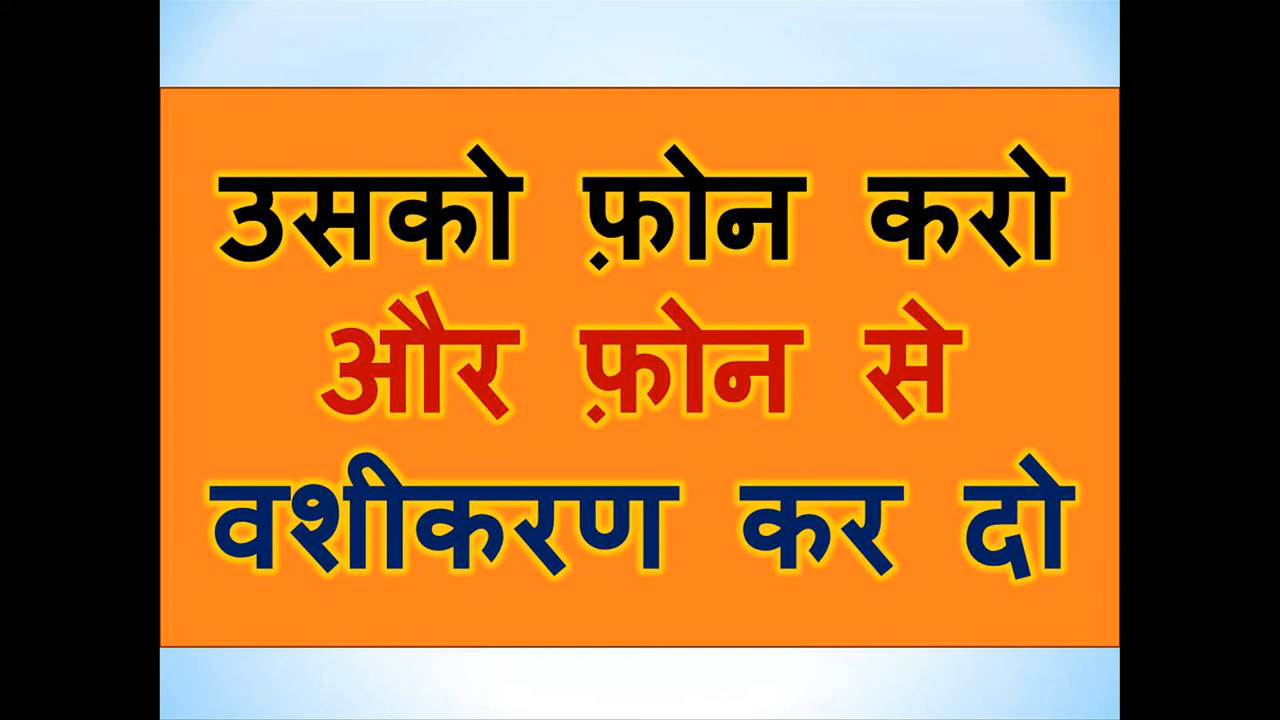 उसको फ़ोन करो
और फ़ोन से
वशीकरण कर दो